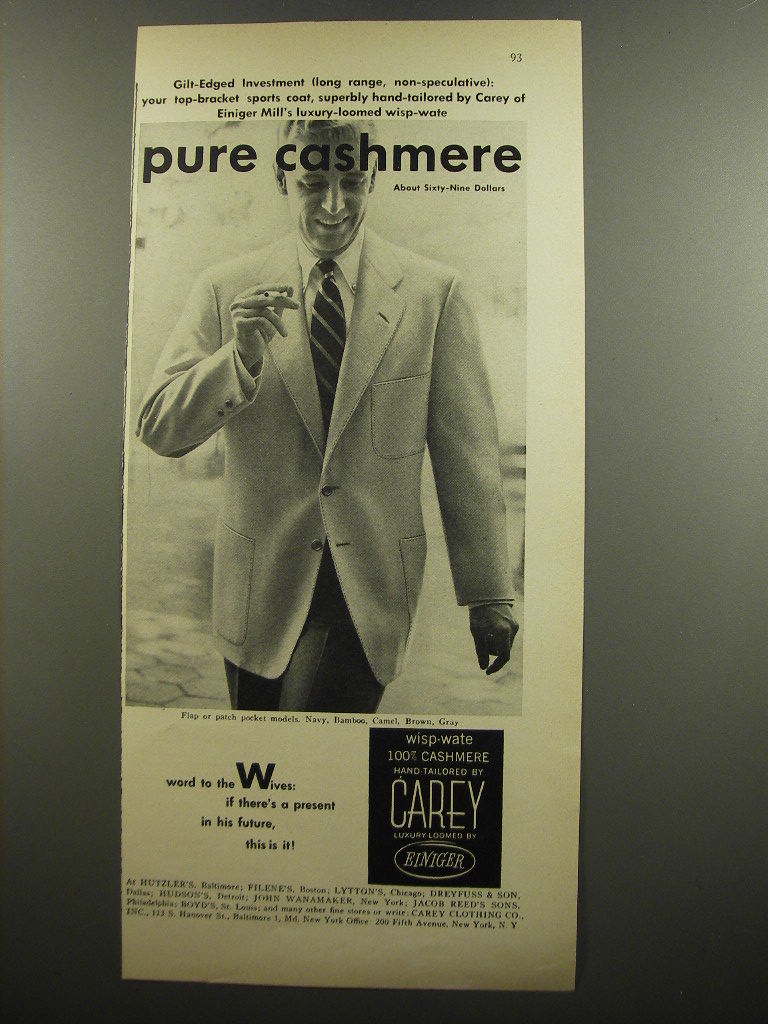 93
Gilt-Edged Investment (long range, non-speculative):
your top-bracket sports coat, superbly hand-tailored by Carey of
Einiger Mill's luxury-loomed wisp-wate
pure cashmere
About Sixty-Nine Dollars
Flap or patch pocket models. Navy, Bamboo, Camel, Brown, Gray
word to the Wives:
if there's a present
in his future,
this is it!
wisp-wate
100% CASHMERE
HAND-TAILORED BY
CAREY
LUXURY-LOOMED BY
EINIGER
At HUTZLER'S, Baltimore; FILENE'S, Boston; LYTTON'S, Chicago; DREYFUSS & SON,
Dallas; HUDSON'S, Detroit; JOHN WANAMAKER, New York; JACOB REED'S SONS,
Philadelphia; BOYD'S, St. Louis; and many other fine stores or write: CAREY CLOTHING CO.,
INC., 113 S. Hanover St., Baltimore 1, Md. New York Office 200 Fifth Avenue, New York, N. Y